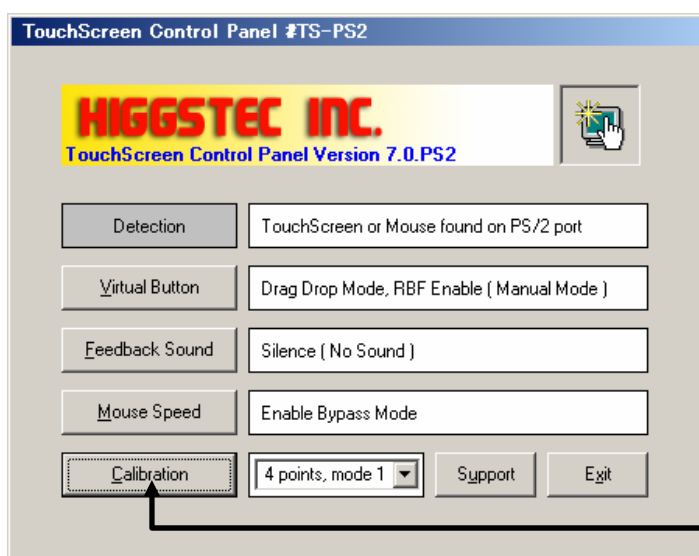 TouchScreen Control Panel #TS-PS2
HIGGSTEC INC.
TouchScreen Control Panel Version 7.0.PS2
Detection TouchScreen or Mouse found on PS/2 port
Virtual Button Drag Drop Mode, RBF Enable ( Manual Mode )
Feedback Sound Silence ( No Sound )
Mouse Speed Enable Bypass Mode
Calibration 4 points, mode 1 Support Exit